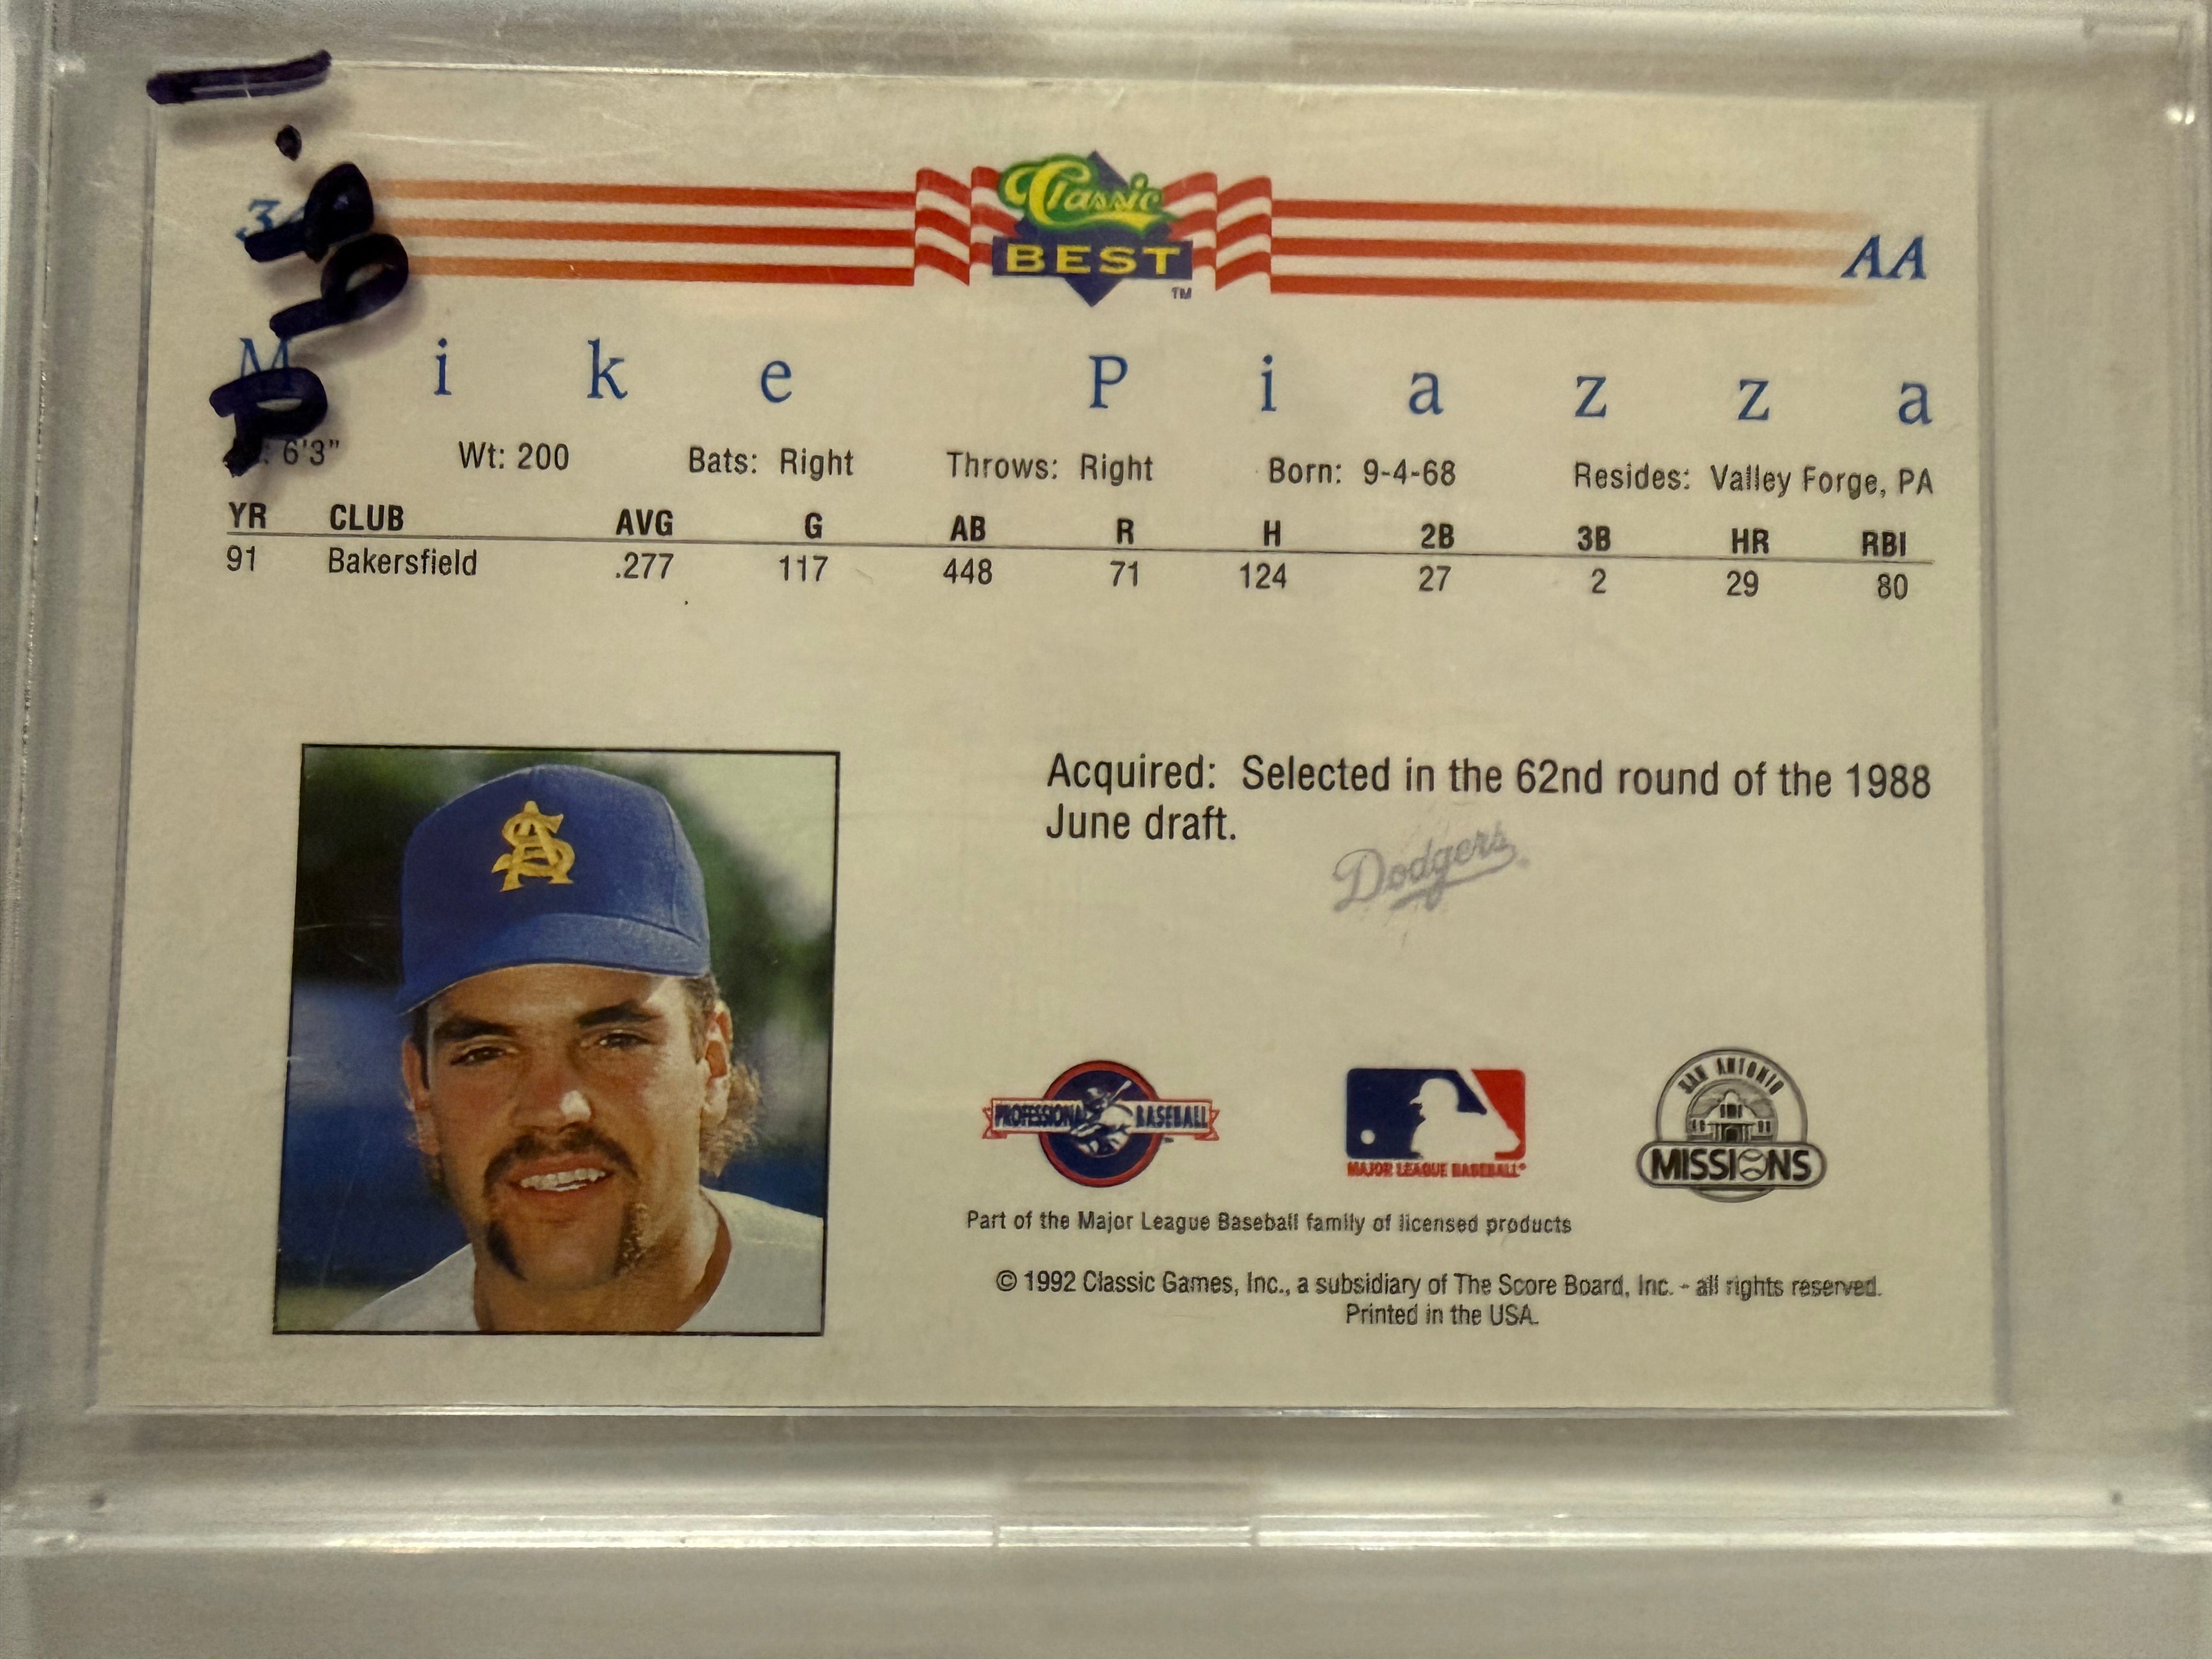 Classic
BEST
TM
AA
Mike Piazza
6'3" Wt: 200 Bats: Right Throws: Right Born: 9-4-68 Resides: Valley Forge, PA
YR CLUB AVG G AB R H 2B 3B HR RBI
91 Bakersfield .277 117 448 71 124 27 2 29 80
SA
Acquired: Selected in the 62nd round of the 1988
June draft.
Dodgers
PROFESSIONAL BASEBALL
MAJOR LEAGUE BASEBALL
SAN ANTONIO
MISSIONS
Part of the Major League Baseball family of licensed products
© 1992 Classic Games, Inc., a subsidiary of The Score Board, Inc. - all rights reserved.
Printed in the USA.